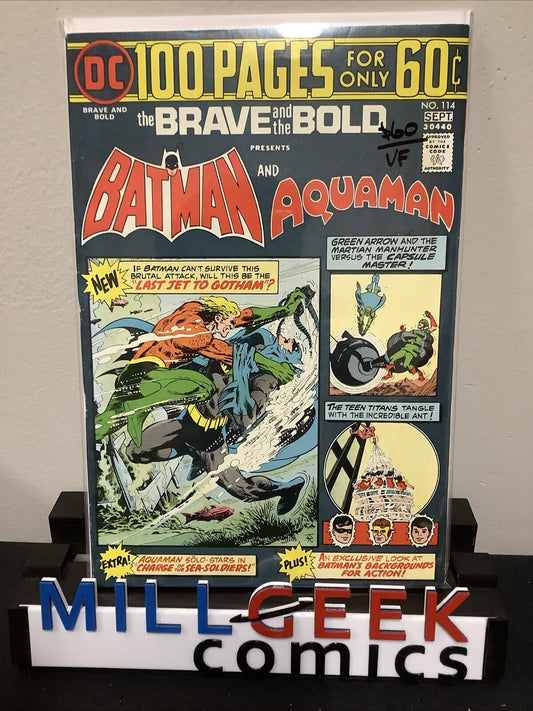 DC 100 PAGES FOR ONLY 60¢
BRAVE AND BOLD
the BRAVE and the BOLD
NO. 114
SEPT.
30440
APPROVED BY THE COMICS CODE AUTHORITY
$60
VF
PRESENTS
BATMAN AND AQUAMAN
NEW
IF BATMAN CAN'T SURVIVE THIS
BRUTAL ATTACK, WILL THIS BE THE
"LAST JET TO GOTHAM"?
GREEN ARROW AND THE
MARTIAN MANHUNTER
VERSUS THE CAPSULE
MASTER!
THE TEEN TITANS TANGLE
WITH THE INCREDIBLE ANT!
EXTRA!
AQUAMAN SOLO-STARS IN
CHARGE OF THE SEA-SOLDIERS!
PLUS!
AN EXCLUSIVE LOOK AT
BATMAN'S BACKGROUNDS
FOR ACTION!
MILL GEEK
comics